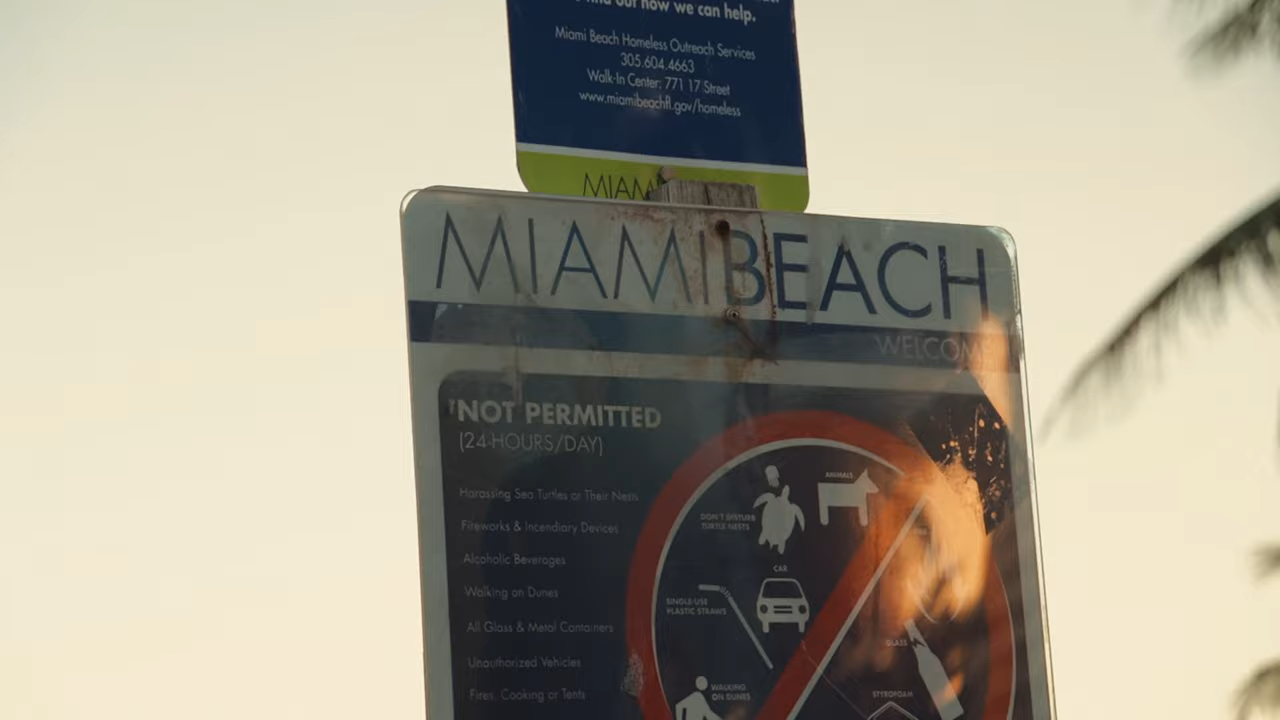 find out how we can help.
Miami Beach Homeless Outreach Services
305.604.4663
Walk-In Center: 771 17 Street
www.miamibeachfl.gov/homeless
MIAMI
MIAMIBEACH
WELCOME
NOT PERMITTED
(24-HOURS/DAY)
Harassing Sea Turtles or Their Nests
Fireworks & Incendiary Devices
Alcoholic Beverages
Walking on Dunes
All Glass & Metal Containers
Unauthorized Vehicles
Fires, Cooking or Tents
ANIMALS
DON'T DISTURB
TURTLE NESTS
CAR
SINGLE-USE
PLASTIC STRAWS
GLASS
WALKING
ON DUNES
STYROFOAM